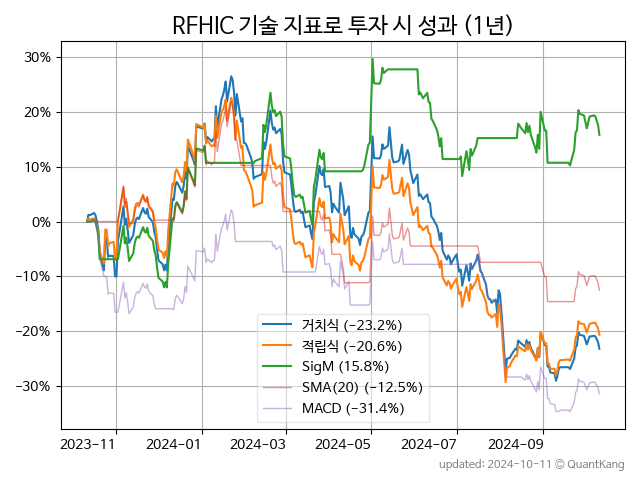 RFHIC 기술 지표로 투자 시 성과 (1년)
30%
20%
10%
0%
−10%
−20%
−30%
거치식 (−23.2%)
적립식 (−20.6%)
SigM (15.8%)
SMA(20) (−12.5%)
MACD (−31.4%)
2023-11 2024-01 2024-03 2024-05 2024-07 2024-09
updated: 2024-10-11 © QuantKang